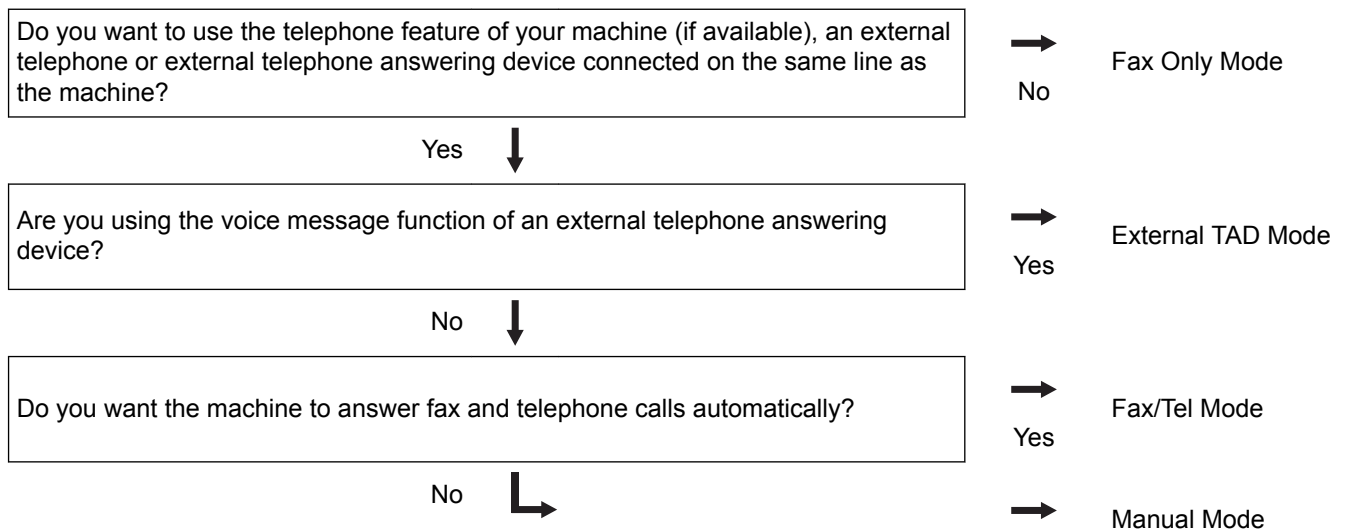 Do you want to use the telephone feature of your machine (if available), an external
telephone or external telephone answering device connected on the same line as
the machine?
No
Fax Only Mode
Yes
Are you using the voice message function of an external telephone answering
device?
Yes
External TAD Mode
No
Do you want the machine to answer fax and telephone calls automatically?
Yes
Fax/Tel Mode
No
Manual Mode